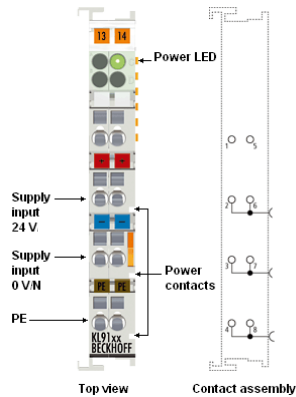 13 14
Power LED
1 5
Supply
input
24 V
2 6
Supply
input
0 V/N
Power
contacts
3 7
PE PE
PE
4 8
KL91xx
BECKHOFF
Top view
Contact assembly